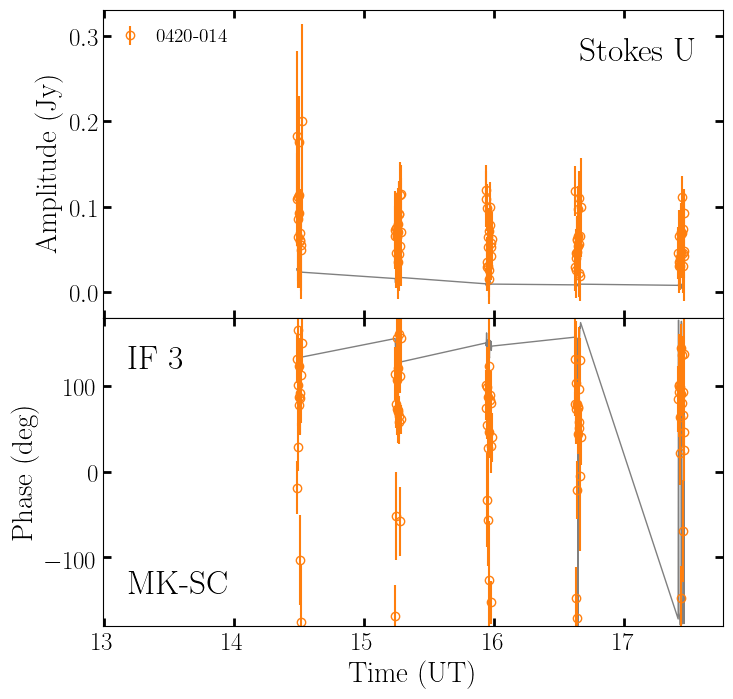 0420-014
Stokes U
Amplitude (Jy)
0.3
0.2
0.1
0.0
IF 3
Phase (deg)
100
0
−100
MK-SC
13 14 15 16 17
Time (UT)